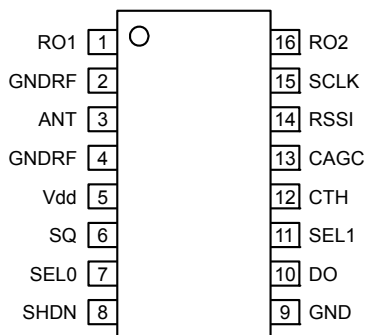 RO1 1 16 RO2
GNDRF 2 15 SCLK
ANT 3 14 RSSI
GNDRF 4 13 CAGC
Vdd 5 12 CTH
SQ 6 11 SEL1
SEL0 7 10 DO
SHDN 8 9 GND